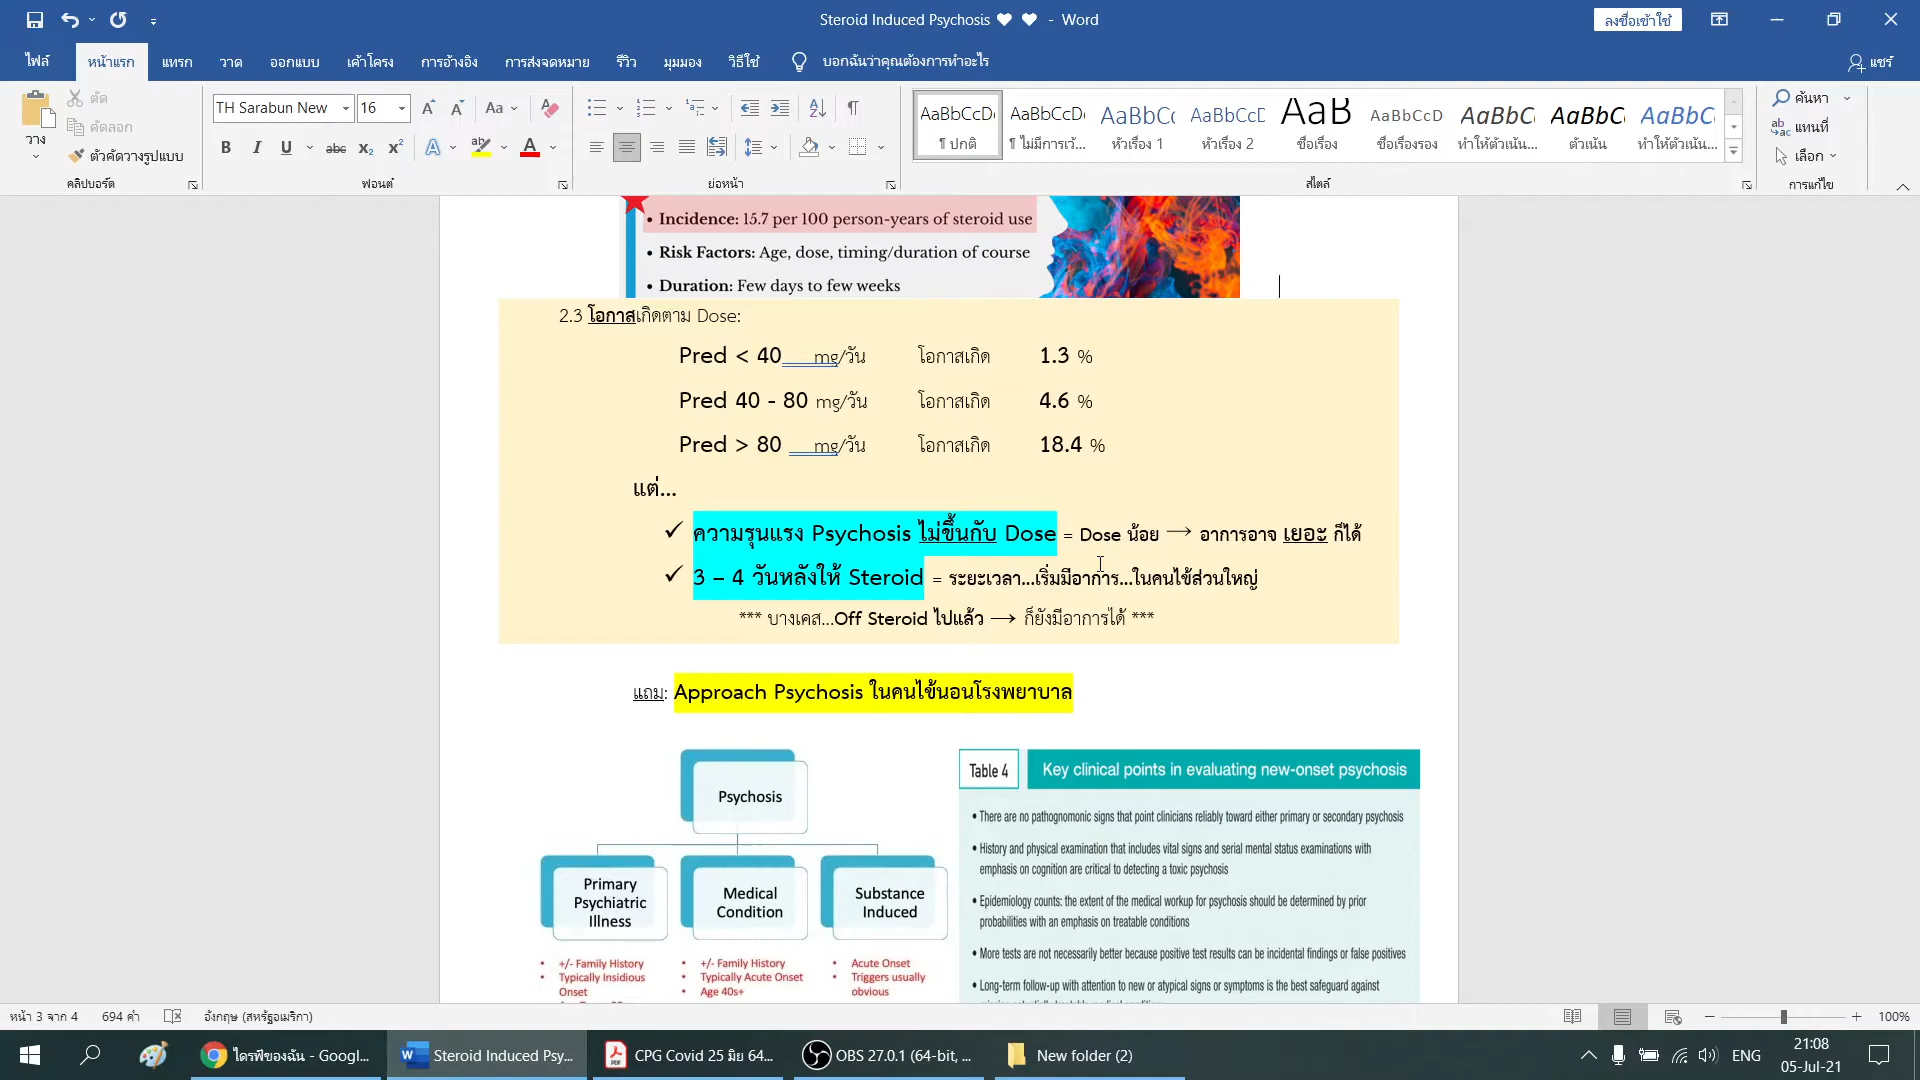 Steroid Induced Psychosis ♥ ♥ - Word
ลงชื่อเข้าใช้
ไฟล์ หน้าแรก แทรก วาด ออกแบบ เค้าโครง การอ้างอิง การส่งจดหมาย รีวิว มุมมอง วิธีใช้ บอกฉันว่าคุณต้องการทำอะไร แชร์
วาง
ตัด
คัดลอก
ตัวคัดวางรูปแบบ
คลิปบอร์ด
TH Sarabun New 16
ฟอนต์
ย่อหน้า
AaBbCcDc AaBbCcDc AaBbCc AaBbCcD AaB AaBbCcD AaBbC AaBbC AaBbC
¶ ปกติ ¶ ไม่มีการเว้... หัวเรื่อง 1 หัวเรื่อง 2 ชื่อเรื่อง ชื่อเรื่องรอง ทำให้ตัวเน้น... ตัวเน้น ทำให้ตัวเน้น...
สไตล์
ค้นหา
แทนที่
เลือก
การแก้ไข
• Incidence: 15.7 per 100 person-years of steroid use
• Risk Factors: Age, dose, timing/duration of course
• Duration: Few days to few weeks
2.3 โอกาสเกิดตาม Dose:
Pred < 40 mg/วัน โอกาสเกิด 1.3 %
Pred 40 - 80 mg/วัน โอกาสเกิด 4.6 %
Pred > 80 mg/วัน โอกาสเกิด 18.4 %
แต่...
✓ ความรุนแรง Psychosis ไม่ขึ้นกับ Dose = Dose น้อย → อาการอาจ เยอะ ก็ได้
✓ 3 – 4 วันหลังให้ Steroid = ระยะเวลา...เริ่มมีอาการ...ในคนไข้ส่วนใหญ่
*** บางเคส...Off Steroid ไปแล้ว → ก็ยังมีอาการได้ ***
แถม: Approach Psychosis ในคนไข้นอนโรงพยาบาล
Psychosis
Primary Psychiatric Illness
Medical Condition
Substance Induced
• +/- Family History
• Typically Insidious Onset
• +/- Family History
• Typically Acute Onset
• Age 40s+
• Acute Onset
• Triggers usually obvious
Table 4 Key clinical points in evaluating new-onset psychosis
• There are no pathognomonic signs that point clinicians reliably toward either primary or secondary psychosis
• History and physical examination that includes vital signs and serial mental status examinations with
emphasis on cognition are critical to detecting a toxic psychosis
• Epidemiology counts: the extent of the medical workup for psychosis should be determined by prior
probabilities with an emphasis on treatable conditions
• More tests are not necessarily better because positive test results can be incidental findings or false positives
• Long-term follow-up with attention to new or atypical signs or symptoms is the best safeguard against
หน้า 3 จาก 4 694 คำ อังกฤษ (สหรัฐอเมริกา) 100%
ไดรฟ์ของฉัน - Googl... Steroid Induced Psy... CPG Covid 25 มิย 64... OBS 27.0.1 (64-bit, ... New folder (2) ENG 21:08
05-Jul-21